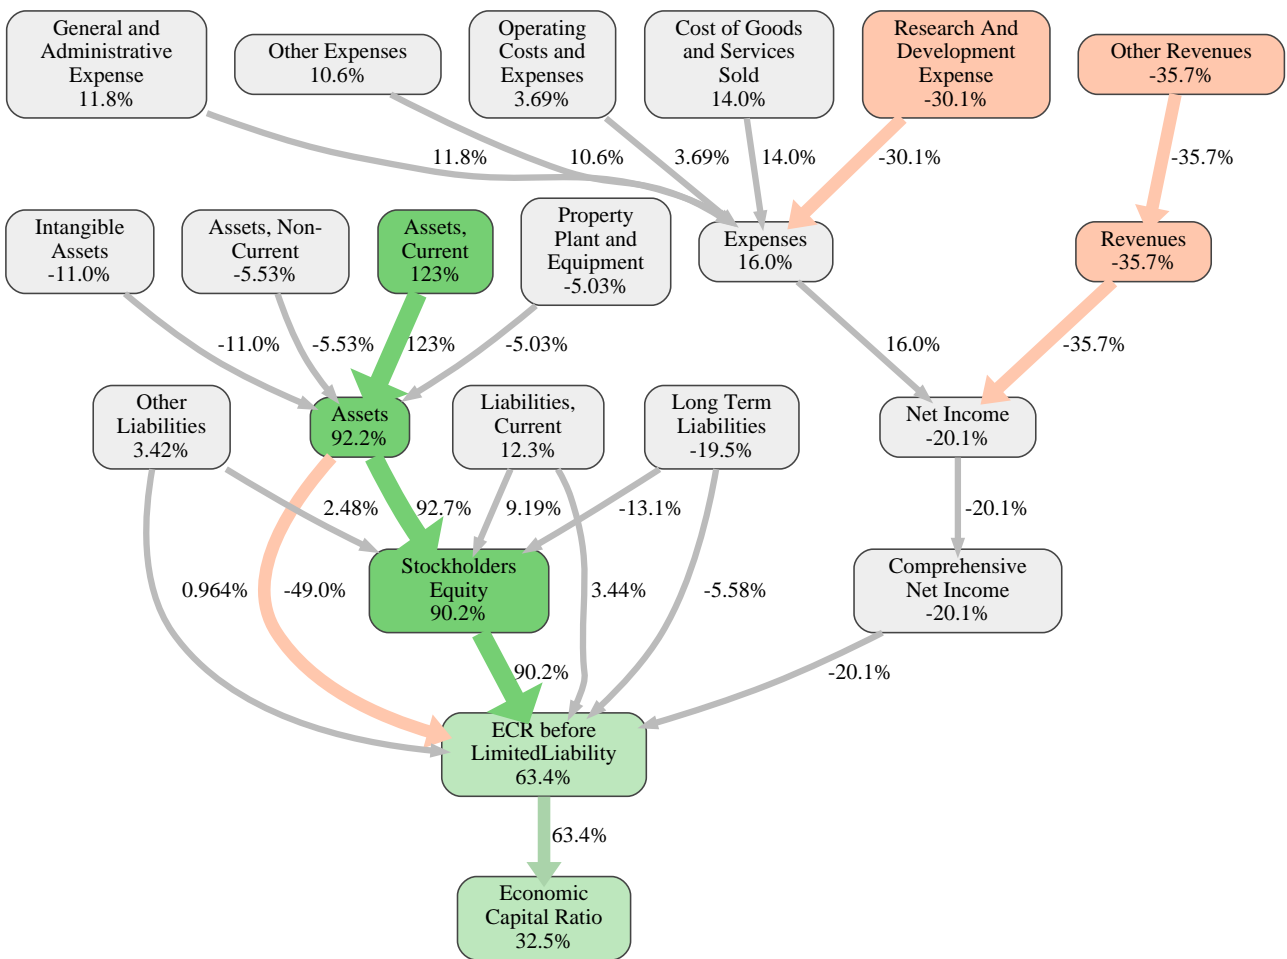 General and
Administrative
Expense
11.8%
Other Expenses
10.6%
Operating
Costs and
Expenses
3.69%
Cost of Goods
and Services
Sold
14.0%
Research And
Development
Expense
-30.1%
Other Revenues
-35.7%
11.8%
10.6%
3.69%
14.0%
-30.1%
-35.7%
Intangible
Assets
-11.0%
Assets, Non-
Current
-5.53%
Assets,
Current
123%
Property
Plant and
Equipment
-5.03%
Expenses
16.0%
Revenues
-35.7%
-11.0%
-5.53%
123%
-5.03%
16.0%
-35.7%
Other
Liabilities
3.42%
Assets
92.2%
Liabilities,
Current
12.3%
Long Term
Liabilities
-19.5%
Net Income
-20.1%
2.48%
92.7%
9.19%
-13.1%
-20.1%
Stockholders
Equity
90.2%
Comprehensive
Net Income
-20.1%
0.964%
-49.0%
3.44%
-5.58%
90.2%
-20.1%
ECR before
LimitedLiability
63.4%
63.4%
Economic
Capital Ratio
32.5%